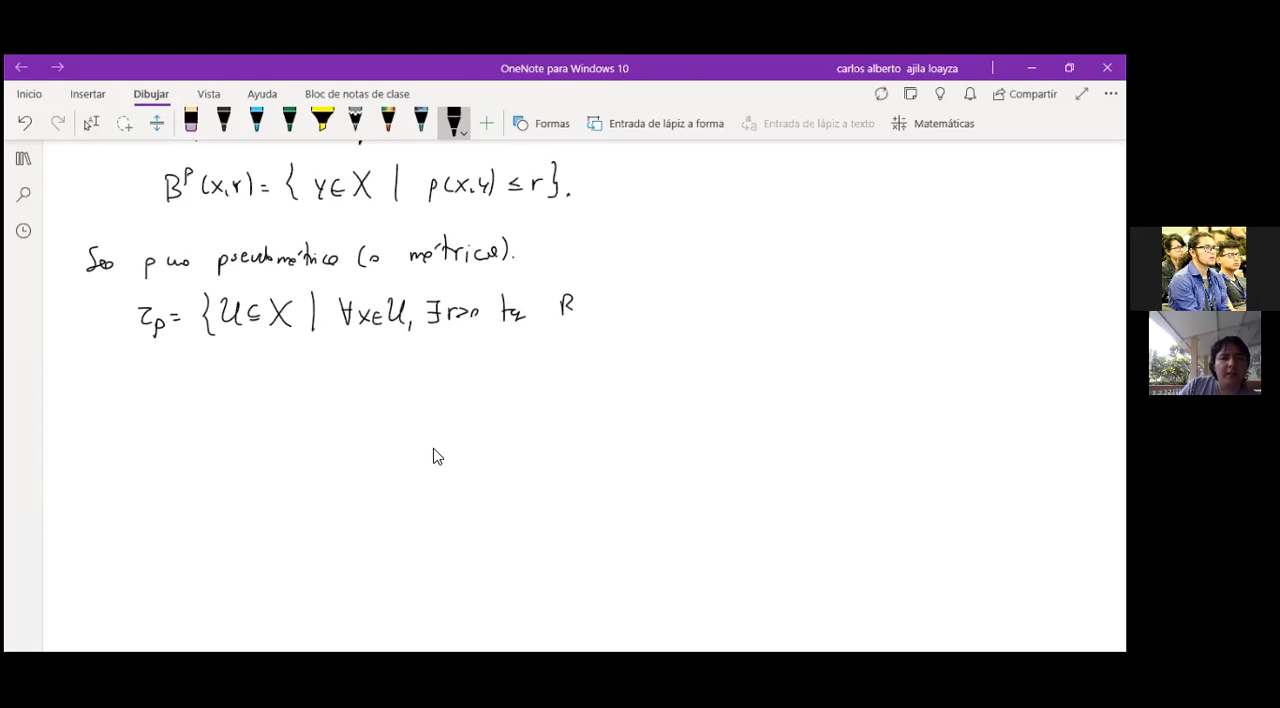 OneNote para Windows 10
carlos alberto ajila loayza
Inicio Insertar Dibujar Vista Ayuda Bloc de notas de clase
Compartir
Formas Entrada de lápiz a forma Entrada de lápiz a texto Matemáticas
B^ρ(x,r) = { y ∈ X | ρ(x,y) ≤ r }.
Sea ρ una pseudométrica (o métrica).
τ_ρ = { U ⊆ X | ∀x∈U, ∃r>0 tq B